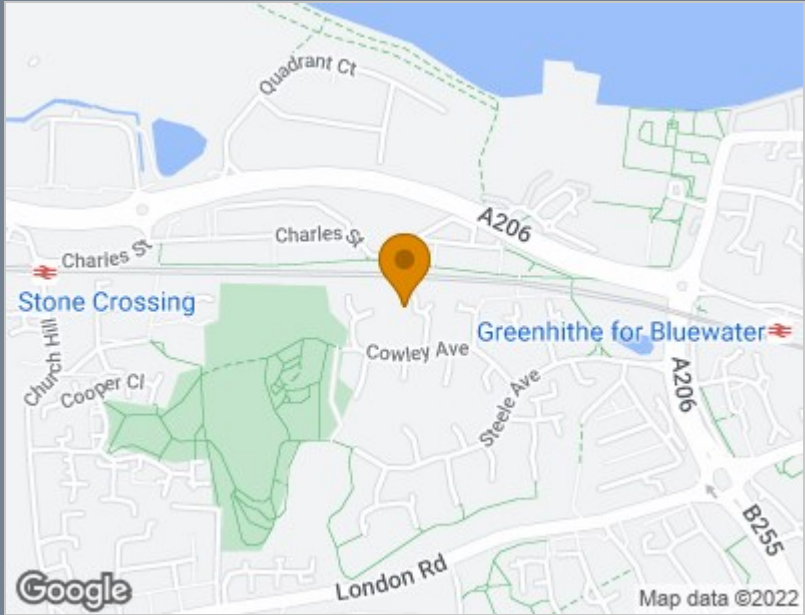 Quadrant Ct
A206
Charles St
Charles St
Stone Crossing
Greenhithe for Bluewater
Church Hill
Cowley Ave
Cooper Cl
Steele Ave
A206
B255
London Rd
Google
Map data ©2022